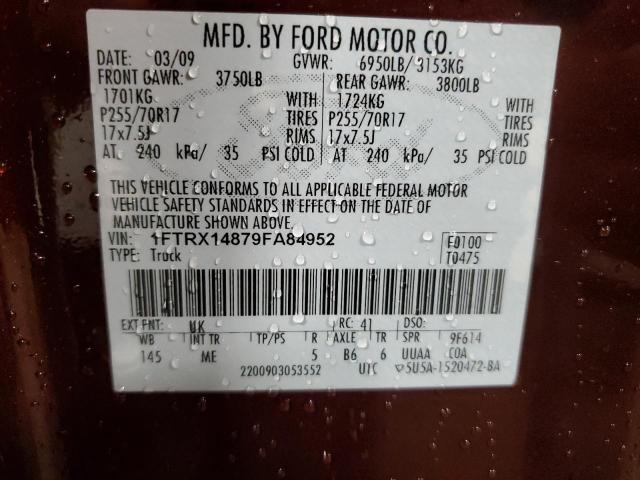 MFD. BY FORD MOTOR CO.
DATE: 03/09 GVWR: 6950LB/3153KG
FRONT GAWR: 3750LB REAR GAWR: 3800LB
1701KG WITH 1724KG WITH
P255/70R17 TIRES P255/70R17 TIRES
17x7.5J RIMS 17x7.5J RIMS
AT 240 kPa/ 35 PSI COLD AT 240 kPa/ 35 PSI COLD
THIS VEHICLE CONFORMS TO ALL APPLICABLE FEDERAL MOTOR
VEHICLE SAFETY STANDARDS IN EFFECT ON THE DATE OF
MANUFACTURE SHOWN ABOVE.
VIN: 1FTRX14879FA84952 F0100
TYPE: Truck T0475
EXT PNT: UK RC: 41 DSO:
WB INT TR TP/PS R AXLE TR SPR 9F614
145 ME 5 B6 6 UUAA COA
2200903053552 UTC ▽5U5A-1520472-BA